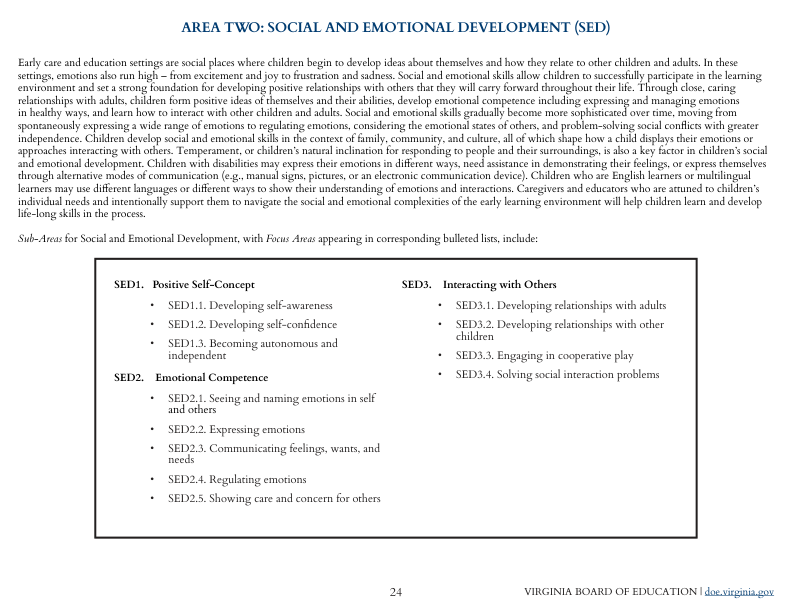 AREA TWO: SOCIAL AND EMOTIONAL DEVELOPMENT (SED)
Early care and education settings are social places where children begin to develop ideas about themselves and how they relate to other children and adults. In these
settings, emotions also run high – from excitement and joy to frustration and sadness. Social and emotional skills allow children to successfully participate in the learning
environment and set a strong foundation for developing positive relationships with others that they will carry forward throughout their life. Through close, caring
relationships with adults, children form positive ideas of themselves and their abilities, develop emotional competence including expressing and managing emotions
in healthy ways, and learn how to interact with other children and adults. Social and emotional skills gradually become more sophisticated over time, moving from
spontaneously expressing a wide range of emotions to regulating emotions, considering the emotional states of others, and problem-solving social conflicts with greater
independence. Children develop social and emotional skills in the context of family, community, and culture, all of which shape how a child displays their emotions or
approaches interacting with others. Temperament, or children's natural inclination for responding to people and their surroundings, is also a key factor in children's social
and emotional development. Children with disabilities may express their emotions in different ways, need assistance in demonstrating their feelings, or express themselves
through alternative modes of communication (e.g., manual signs, pictures, or an electronic communication device). Children who are English learners or multilingual
learners may use different languages or different ways to show their understanding of emotions and interactions. Caregivers and educators who are attuned to children's
individual needs and intentionally support them to navigate the social and emotional complexities of the early learning environment will help children learn and develop
life-long skills in the process.
Sub-Areas for Social and Emotional Development, with Focus Areas appearing in corresponding bulleted lists, include:
SED1. Positive Self-Concept
• SED1.1. Developing self-awareness
• SED1.2. Developing self-confidence
• SED1.3. Becoming autonomous and
independent
SED2. Emotional Competence
• SED2.1. Seeing and naming emotions in self
and others
• SED2.2. Expressing emotions
• SED2.3. Communicating feelings, wants, and
needs
• SED2.4. Regulating emotions
• SED2.5. Showing care and concern for others
SED3. Interacting with Others
• SED3.1. Developing relationships with adults
• SED3.2. Developing relationships with other
children
• SED3.3. Engaging in cooperative play
• SED3.4. Solving social interaction problems
24
VIRGINIA BOARD OF EDUCATION | doe.virginia.gov